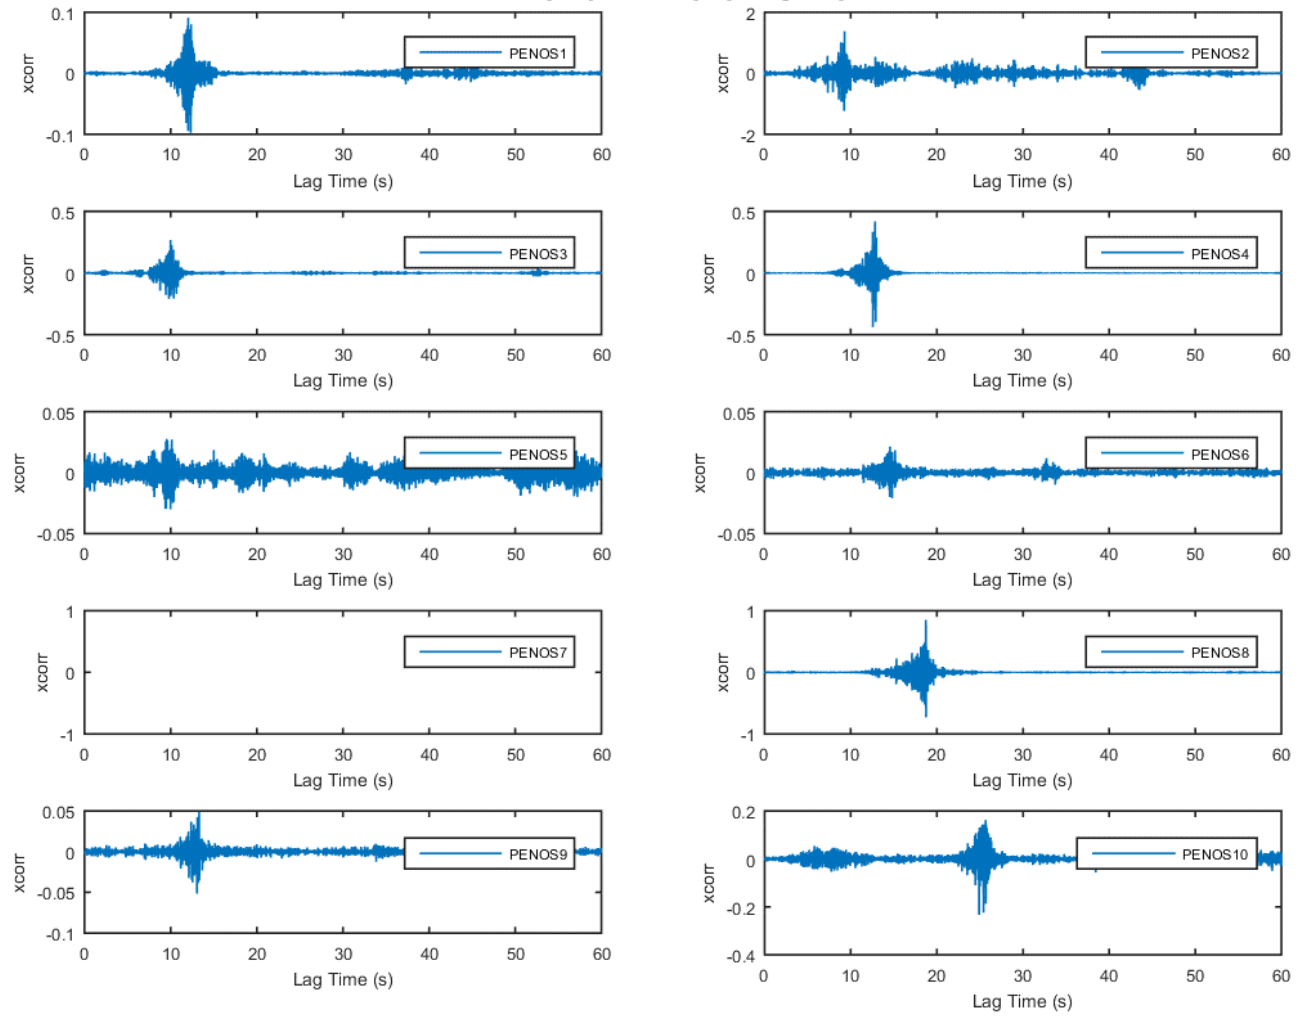 0.1
0
-0.1
xcorr
PENOS1
0 10 20 30 40 50 60
Lag Time (s)
2
0
-2
xcorr
PENOS2
0 10 20 30 40 50 60
Lag Time (s)
0.5
0
-0.5
xcorr
PENOS3
0 10 20 30 40 50 60
Lag Time (s)
0.5
0
-0.5
xcorr
PENOS4
0 10 20 30 40 50 60
Lag Time (s)
0.05
0
-0.05
xcorr
PENOS5
0 10 20 30 40 50 60
Lag Time (s)
0.05
0
-0.05
xcorr
PENOS6
0 10 20 30 40 50 60
Lag Time (s)
1
0
-1
xcorr
PENOS7
0 10 20 30 40 50 60
Lag Time (s)
1
0
-1
xcorr
PENOS8
0 10 20 30 40 50 60
Lag Time (s)
0.05
0
-0.05
-0.1
xcorr
PENOS9
0 10 20 30 40 50 60
Lag Time (s)
0.2
0
-0.2
-0.4
xcorr
PENOS10
0 10 20 30 40 50 60
Lag Time (s)